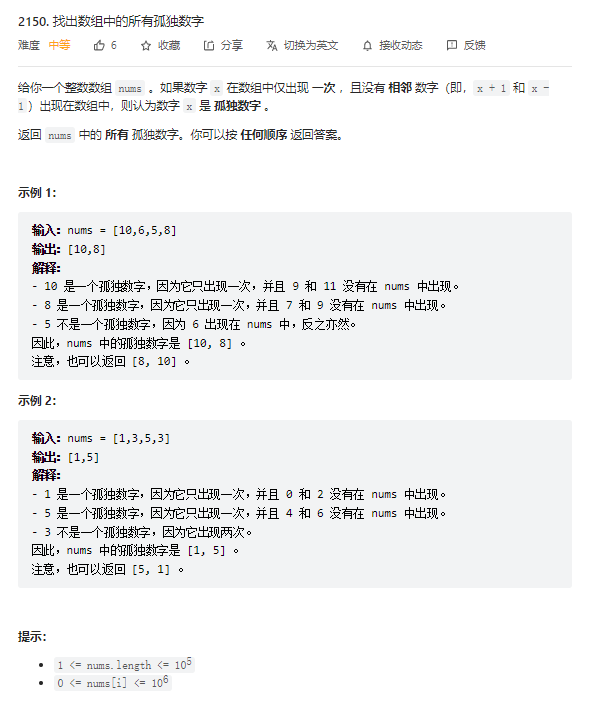 2150. 找出数组中的所有孤独数字
难度 中等 6 收藏 分享 切换为英文 接收动态 反馈
给你一个整数数组 nums 。如果数字 x 在数组中仅出现 一次 ，且没有 相邻 数字（即，x + 1 和 x -
1）出现在数组中，则认为数字 x 是 孤独数字 。
返回 nums 中的 所有 孤独数字。你可以按 任何顺序 返回答案。
示例 1：
输入：nums = [10,6,5,8]
输出：[10,8]
解释：
- 10 是一个孤独数字，因为它只出现一次，并且 9 和 11 没有在 nums 中出现。
- 8 是一个孤独数字，因为它只出现一次，并且 7 和 9 没有在 nums 中出现。
- 5 不是一个孤独数字，因为 6 出现在 nums 中，反之亦然。
因此，nums 中的孤独数字是 [10, 8] 。
注意，也可以返回 [8, 10] 。
示例 2：
输入：nums = [1,3,5,3]
输出：[1,5]
解释：
- 1 是一个孤独数字，因为它只出现一次，并且 0 和 2 没有在 nums 中出现。
- 5 是一个孤独数字，因为它只出现一次，并且 4 和 6 没有在 nums 中出现。
- 3 不是一个孤独数字，因为它出现两次。
因此，nums 中的孤独数字是 [1, 5] 。
注意，也可以返回 [5, 1] 。
提示：
• 1 <= nums.length <= 10⁵
• 0 <= nums[i] <= 10⁶